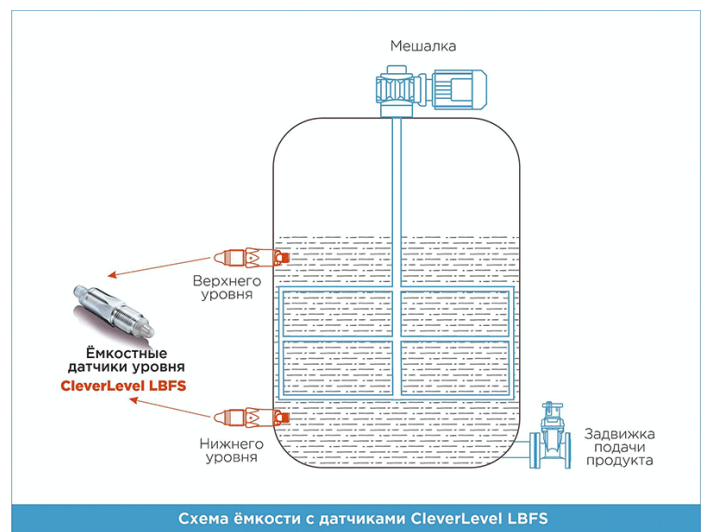 Мешалка
Верхнего
уровня
Ёмкостные
датчики уровня
CleverLevel LBFS
Нижнего
уровня
Задвижка
подачи
продукта
Схема ёмкости с датчиками CleverLevel LBFS